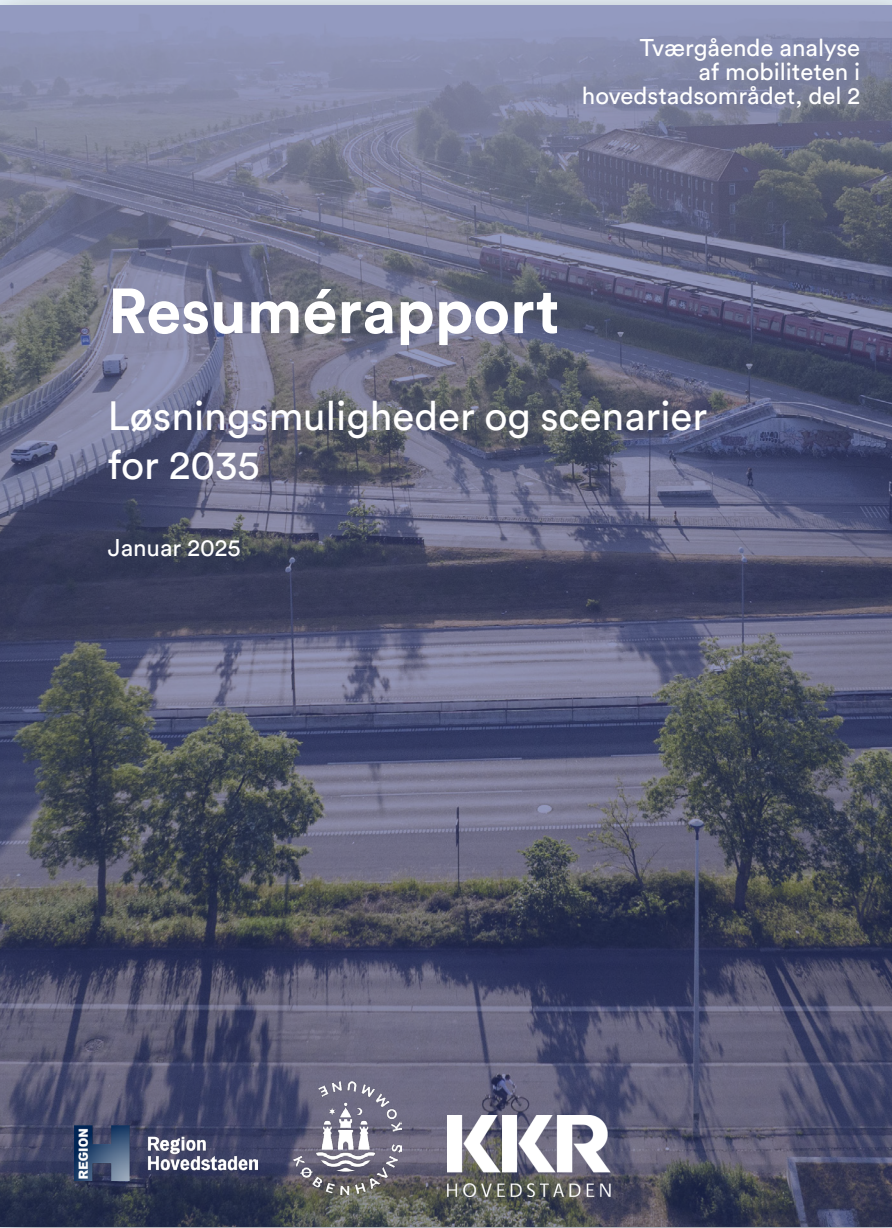 Tværgående analyse
af mobiliteten i
hovedstadsområdet, del 2
Resumérapport
Løsningsmuligheder og scenarier
for 2035
Januar 2025
REGION
H
Region
Hovedstaden
KØBENHAVNS KOMMUNE
KKR
HOVEDSTADEN